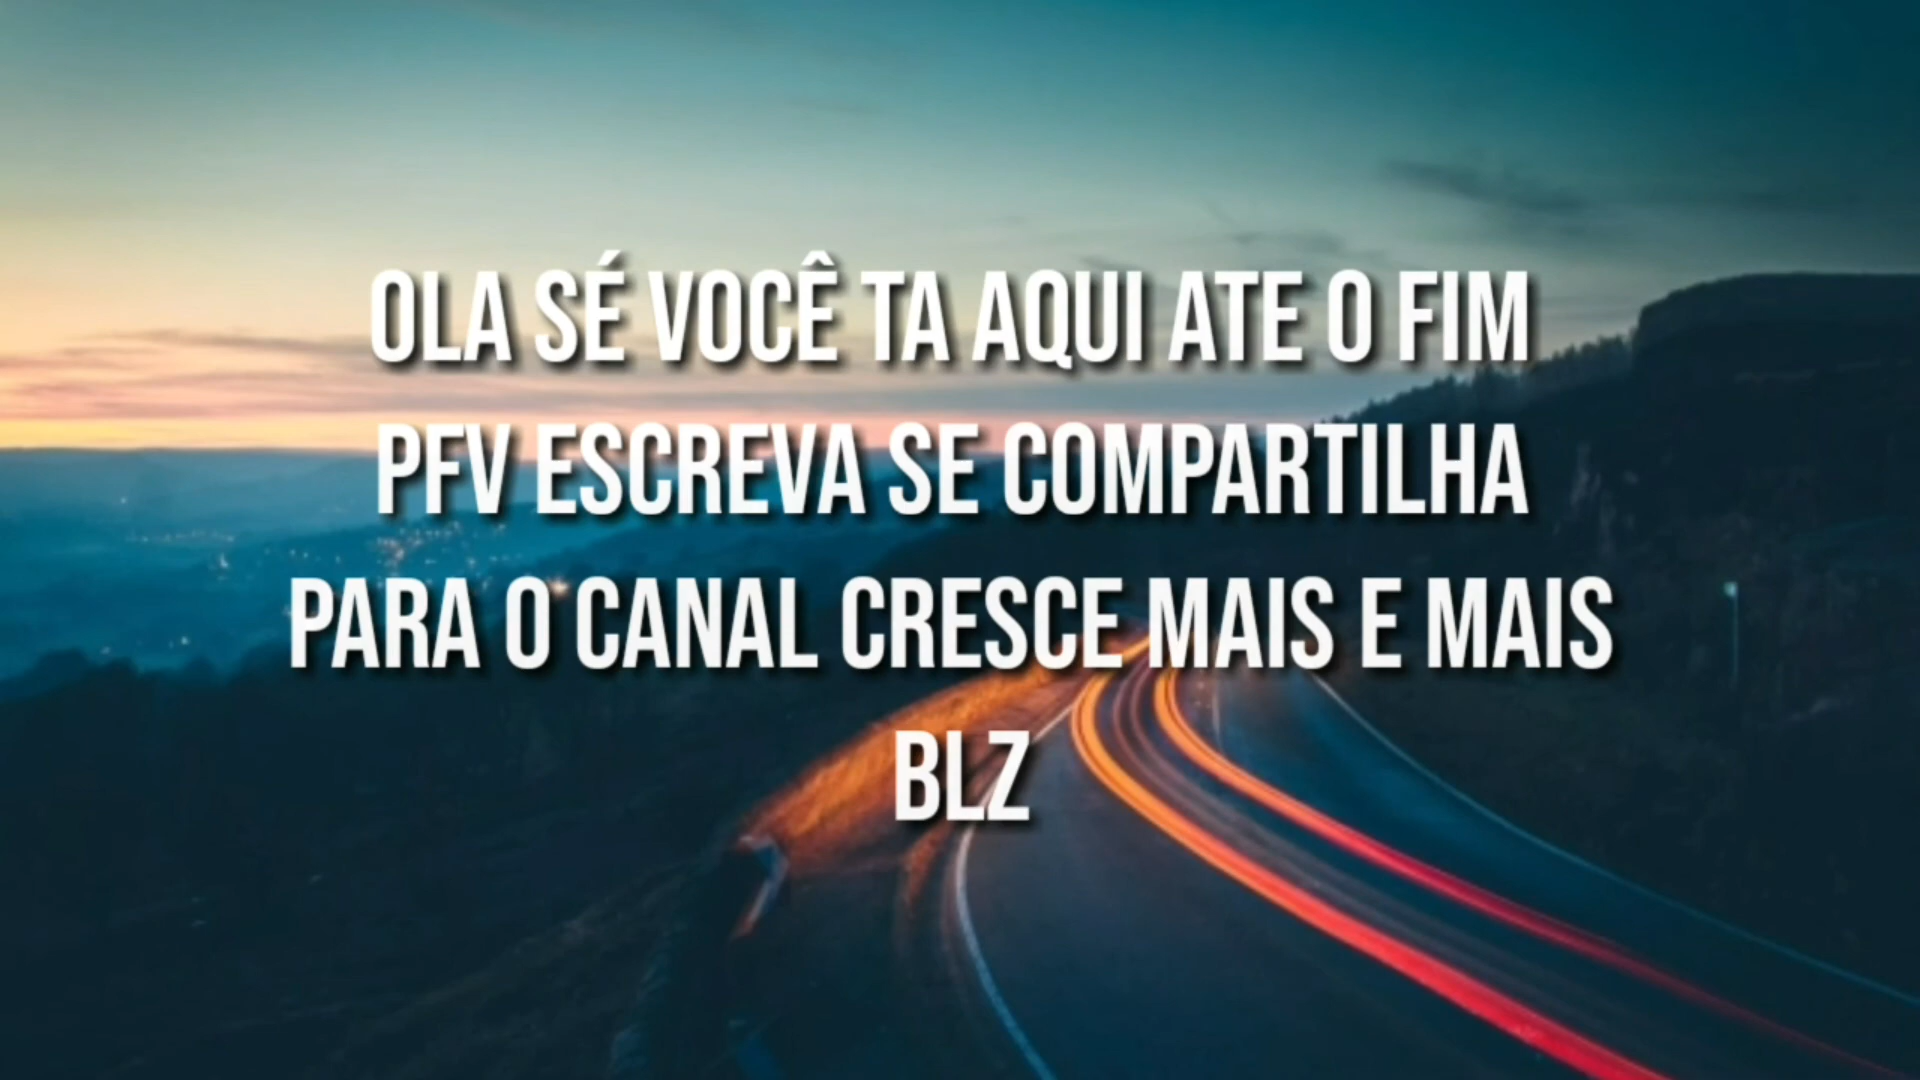 OLA SÉ VOCÊ TA AQUI ATE O FIM
PFV ESCREVA SE COMPARTILHA
PARA O CANAL CRESCE MAIS E MAIS
BLZ